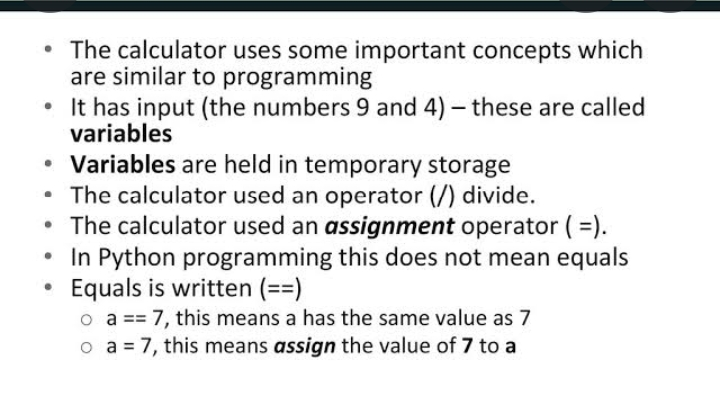 • The calculator uses some important concepts which
are similar to programming
• It has input (the numbers 9 and 4) – these are called
variables
• Variables are held in temporary storage
• The calculator used an operator (/) divide.
• The calculator used an assignment operator ( =).
• In Python programming this does not mean equals
• Equals is written (==)
○ a == 7, this means a has the same value as 7
○ a = 7, this means assign the value of 7 to a